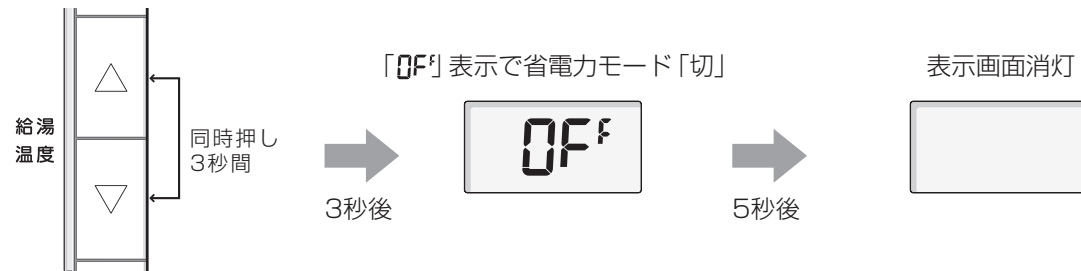 給湯
温度
△
▽
同時押し
3秒間
3秒後
「OFF」表示で省電力モード「切」
OFF
5秒後
表示画面消灯